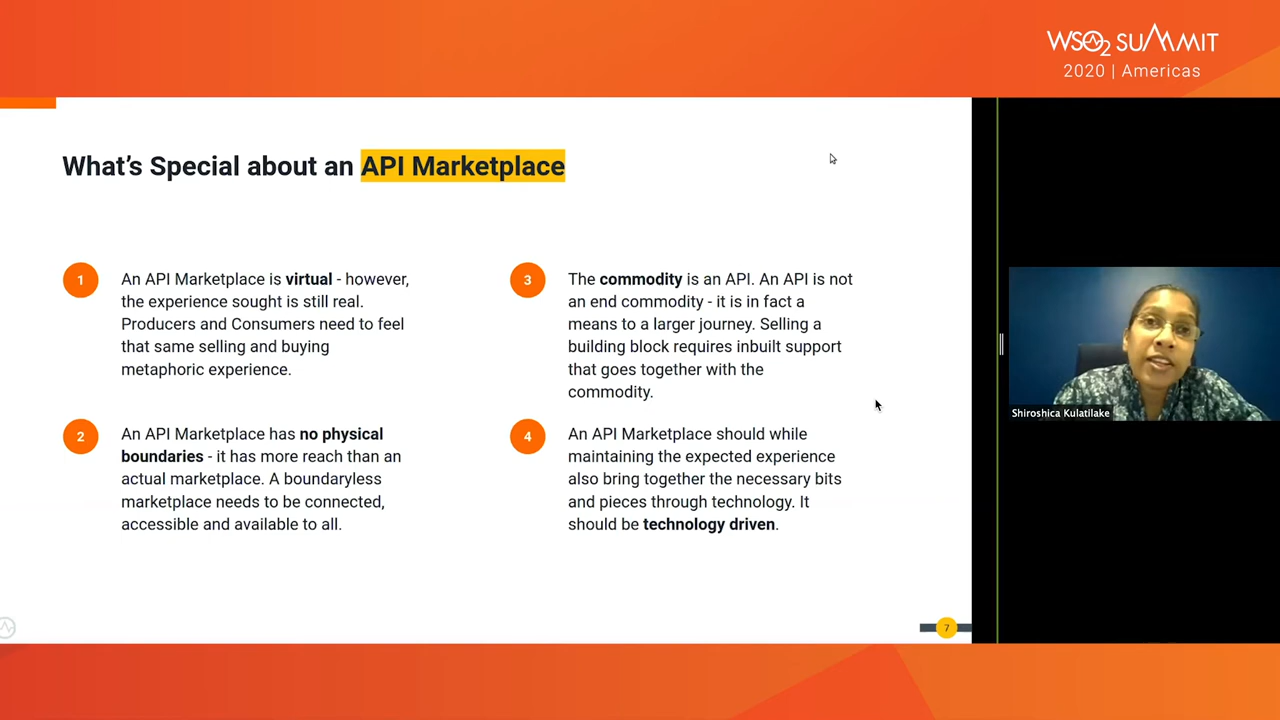 WSO2 SUMMIT
2020 | Americas
What's Special about an API Marketplace
1
An API Marketplace is virtual - however,
the experience sought is still real.
Producers and Consumers need to feel
that same selling and buying
metaphoric experience.
2
An API Marketplace has no physical
boundaries - it has more reach than an
actual marketplace. A boundaryless
marketplace needs to be connected,
accessible and available to all.
3
The commodity is an API. An API is not
an end commodity - it is in fact a
means to a larger journey. Selling a
building block requires inbuilt support
that goes together with the
commodity.
4
An API Marketplace should while
maintaining the expected experience
also bring together the necessary bits
and pieces through technology. It
should be technology driven.
Shiroshica Kulatilake
7